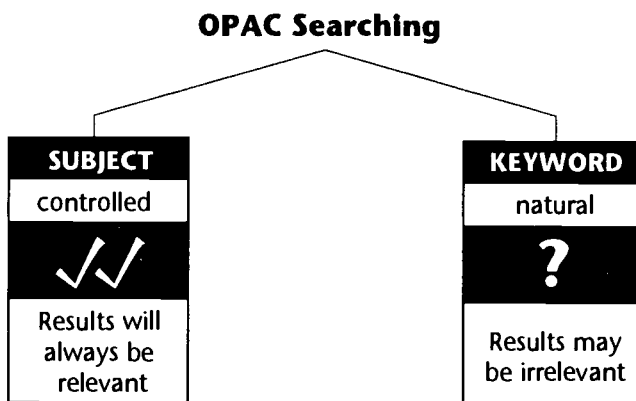 OPAC Searching
SUBJECT
controlled
✓✓
Results will
always be
relevant
KEYWORD
natural
?
Results may
be irrelevant